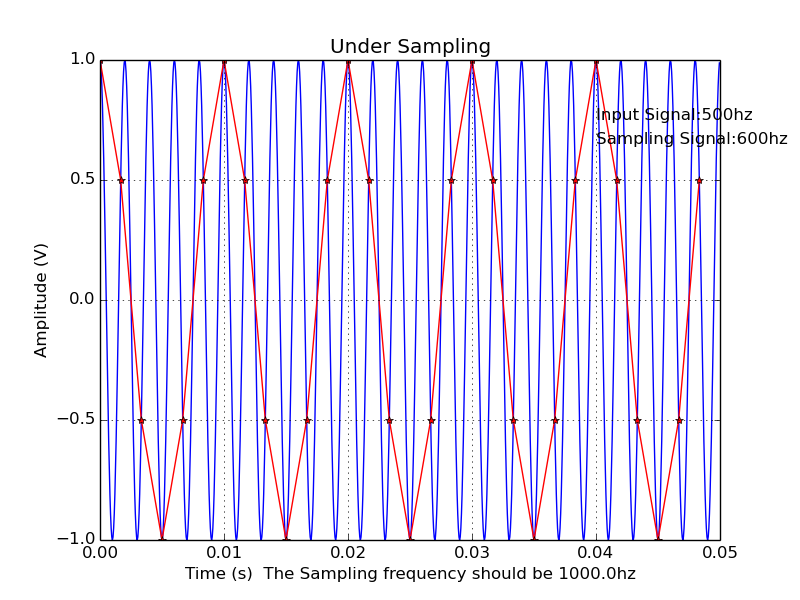 Under Sampling
1.0
Input Signal:500hz
Sampling Signal:600hz
0.5
0.0
Amplitude (V)
−0.5
−1.0
0.00 0.01 0.02 0.03 0.04 0.05
Time (s)  The Sampling frequency should be 1000.0hz